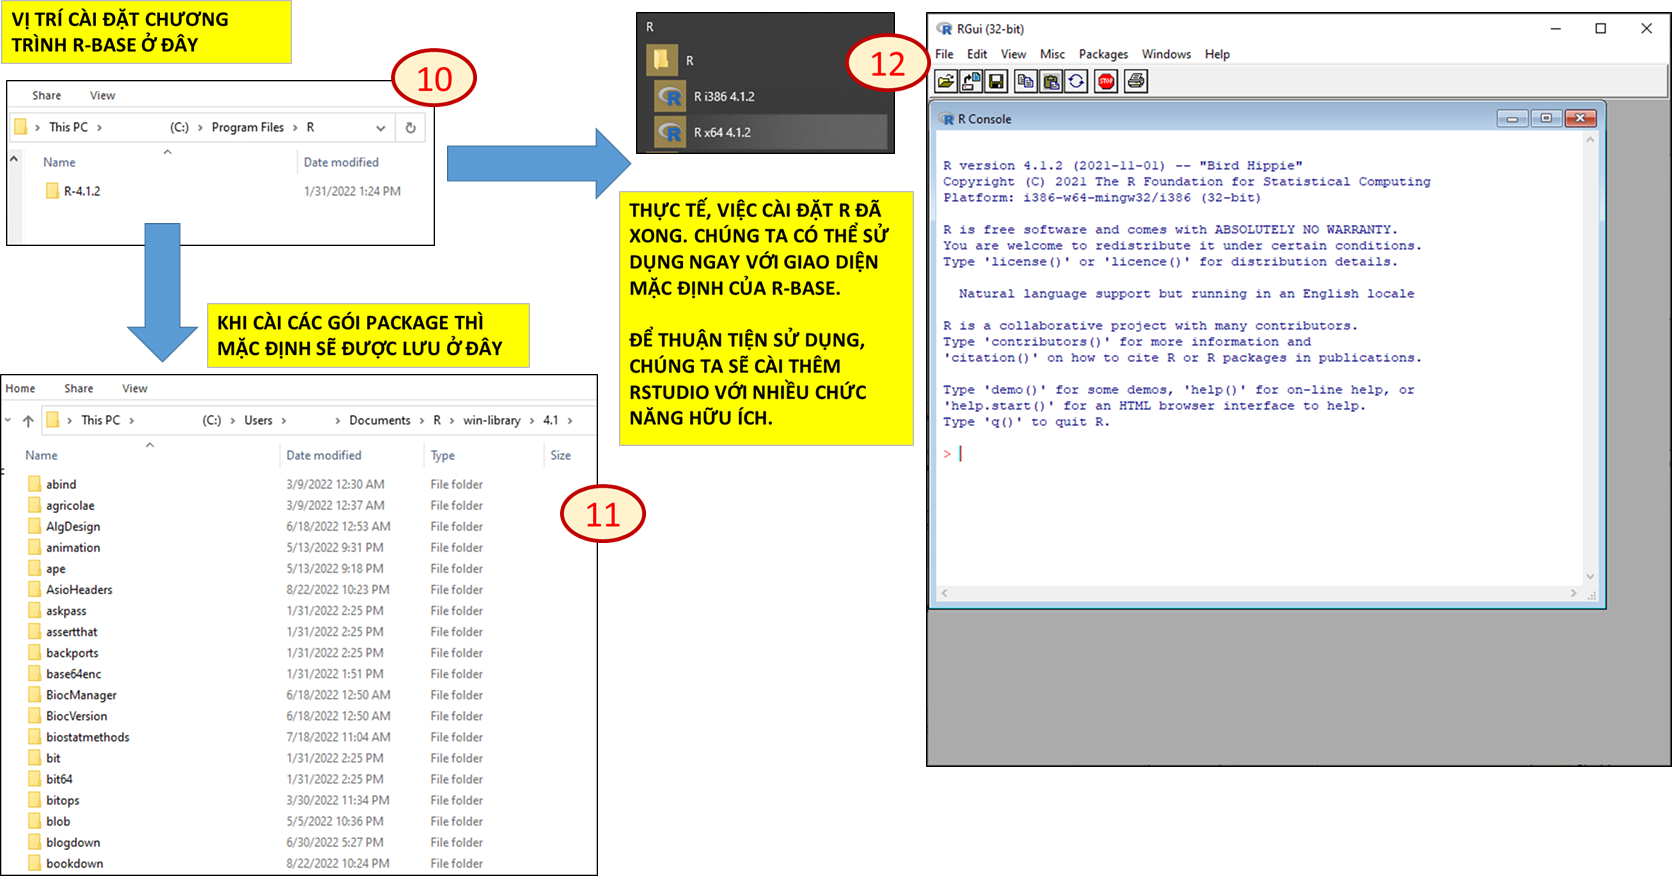 VỊ TRÍ CÀI ĐẶT CHƯƠNG
TRÌNH R-BASE Ở ĐÂY
10
Share View
This PC (C:) Program Files R
Name Date modified
R-4.1.2 1/31/2022 1:24 PM
KHI CÀI CÁC GÓI PACKAGE THÌ
MẶC ĐỊNH SẼ ĐƯỢC LƯU Ở ĐÂY
Home Share View
This PC (C:) Users Documents R win-library 4.1
Name Date modified Type Size
abind 3/9/2022 12:30 AM File folder
agricolae 3/9/2022 12:37 AM File folder
AlgDesign 6/18/2022 12:53 AM File folder
animation 5/13/2022 9:31 PM File folder
ape 5/13/2022 9:18 PM File folder
AsioHeaders 8/22/2022 10:23 PM File folder
askpass 1/31/2022 2:25 PM File folder
assertthat 1/31/2022 2:25 PM File folder
backports 1/31/2022 2:25 PM File folder
base64enc 1/31/2022 1:51 PM File folder
BiocManager 6/18/2022 12:50 AM File folder
BiocVersion 6/18/2022 12:50 AM File folder
biostatmethods 7/18/2022 11:04 AM File folder
bit 1/31/2022 2:25 PM File folder
bit64 1/31/2022 2:25 PM File folder
bitops 3/30/2022 11:34 PM File folder
blob 5/5/2022 10:36 PM File folder
blogdown 6/30/2022 5:27 PM File folder
bookdown 8/22/2022 10:24 PM File folder
11
R
R
R i386 4.1.2
R x64 4.1.2
12
THỰC TẾ, VIỆC CÀI ĐẶT R ĐÃ
XONG. CHÚNG TA CÓ THỂ SỬ
DỤNG NGAY VỚI GIAO DIỆN
MẶC ĐỊNH CỦA R-BASE.
ĐỂ THUẬN TIỆN SỬ DỤNG,
CHÚNG TA SẼ CÀI THÊM
RSTUDIO VỚI NHIỀU CHỨC
NĂNG HỮU ÍCH.
RGui (32-bit)
File Edit View Misc Packages Windows Help
STOP
R Console
R version 4.1.2 (2021-11-01) -- "Bird Hippie"
Copyright (C) 2021 The R Foundation for Statistical Computing
Platform: i386-w64-mingw32/i386 (32-bit)
R is free software and comes with ABSOLUTELY NO WARRANTY.
You are welcome to redistribute it under certain conditions.
Type 'license()' or 'licence()' for distribution details.
Natural language support but running in an English locale
R is a collaborative project with many contributors.
Type 'contributors()' for more information and
'citation()' on how to cite R or R packages in publications.
Type 'demo()' for some demos, 'help()' for on-line help, or
'help.start()' for an HTML browser interface to help.
Type 'q()' to quit R.
>